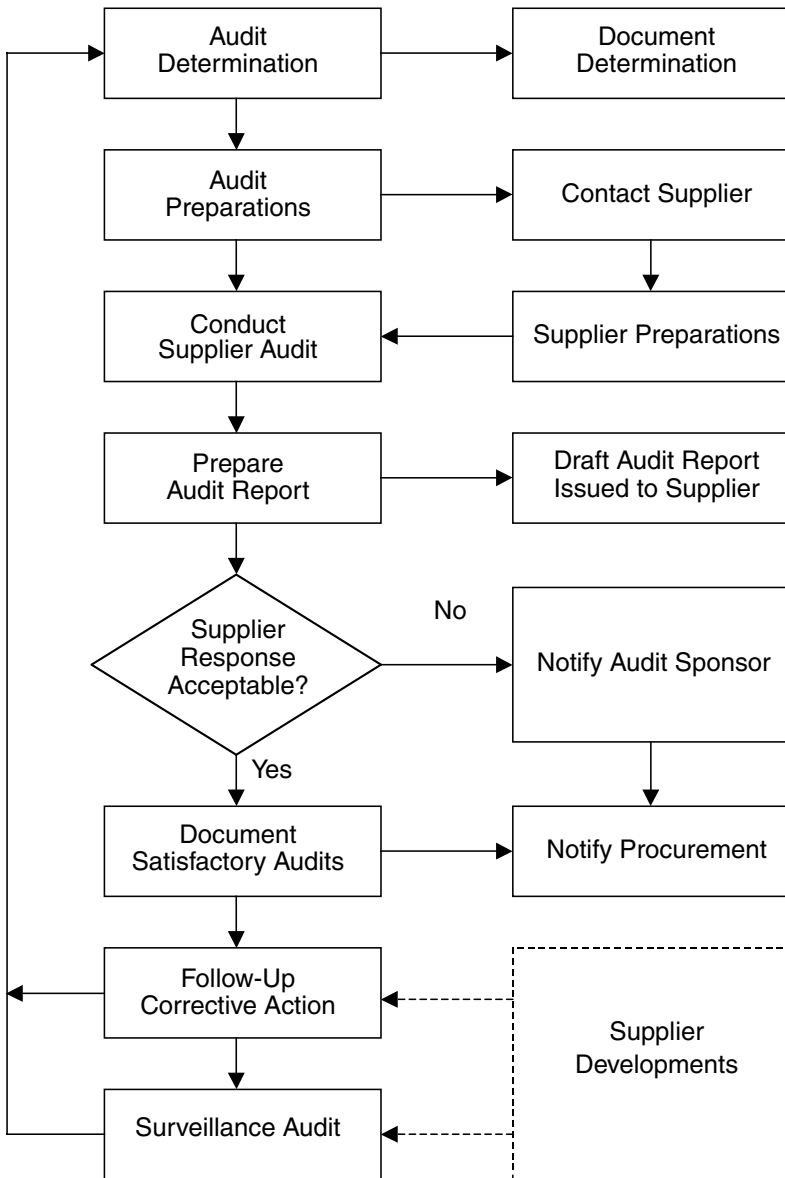 Audit
Determination
Document
Determination
Audit
Preparations
Contact Supplier
Conduct
Supplier Audit
Supplier Preparations
Prepare
Audit Report
Draft Audit Report
Issued to Supplier
Supplier
Response
Acceptable?
No
Notify Audit Sponsor
Yes
Document
Satisfactory Audits
Notify Procurement
Follow-Up
Corrective Action
Supplier
Developments
Surveillance Audit